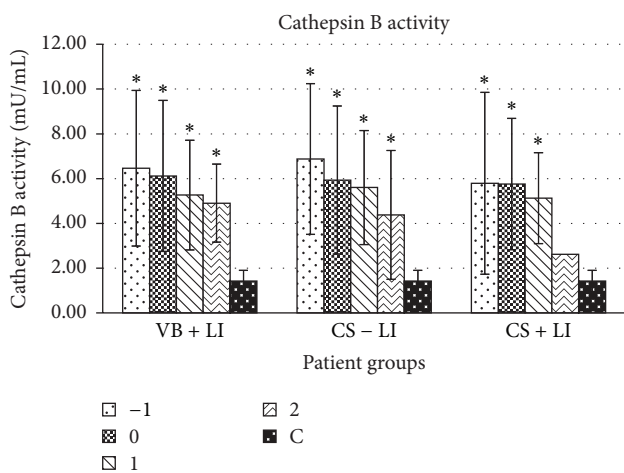 Cathepsin B activity
Cathepsin B activity (mU/mL)
12.00
10.00
8.00
6.00
4.00
2.00
0.00
* * * *
* * * *
* * *
VB + LI CS − LI CS + LI
Patient groups
−1 2
0 C
1